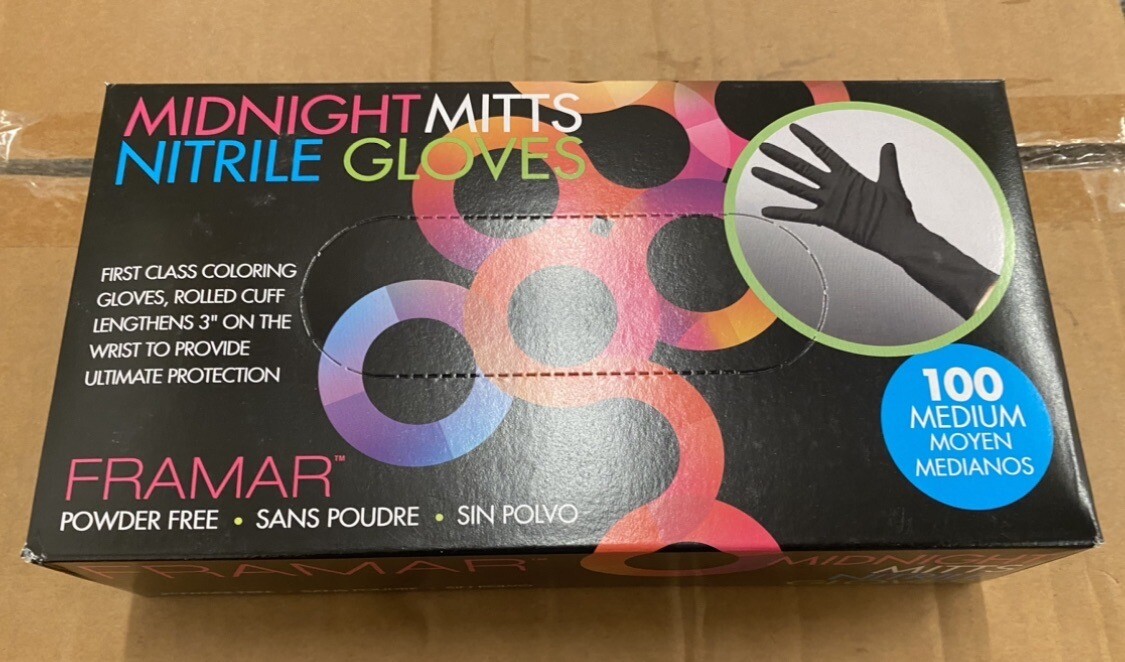 MIDNIGHT MITTS
NITRILE GLOVES
FIRST CLASS COLORING
GLOVES, ROLLED CUFF
LENGTHENS 3" ON THE
WRIST TO PROVIDE
ULTIMATE PROTECTION
100
MEDIUM
MOYEN
MEDIANOS
FRAMAR™
POWDER FREE • SANS POUDRE • SIN POLVO
FRAMAR™
MIDNIGHT
MITTS